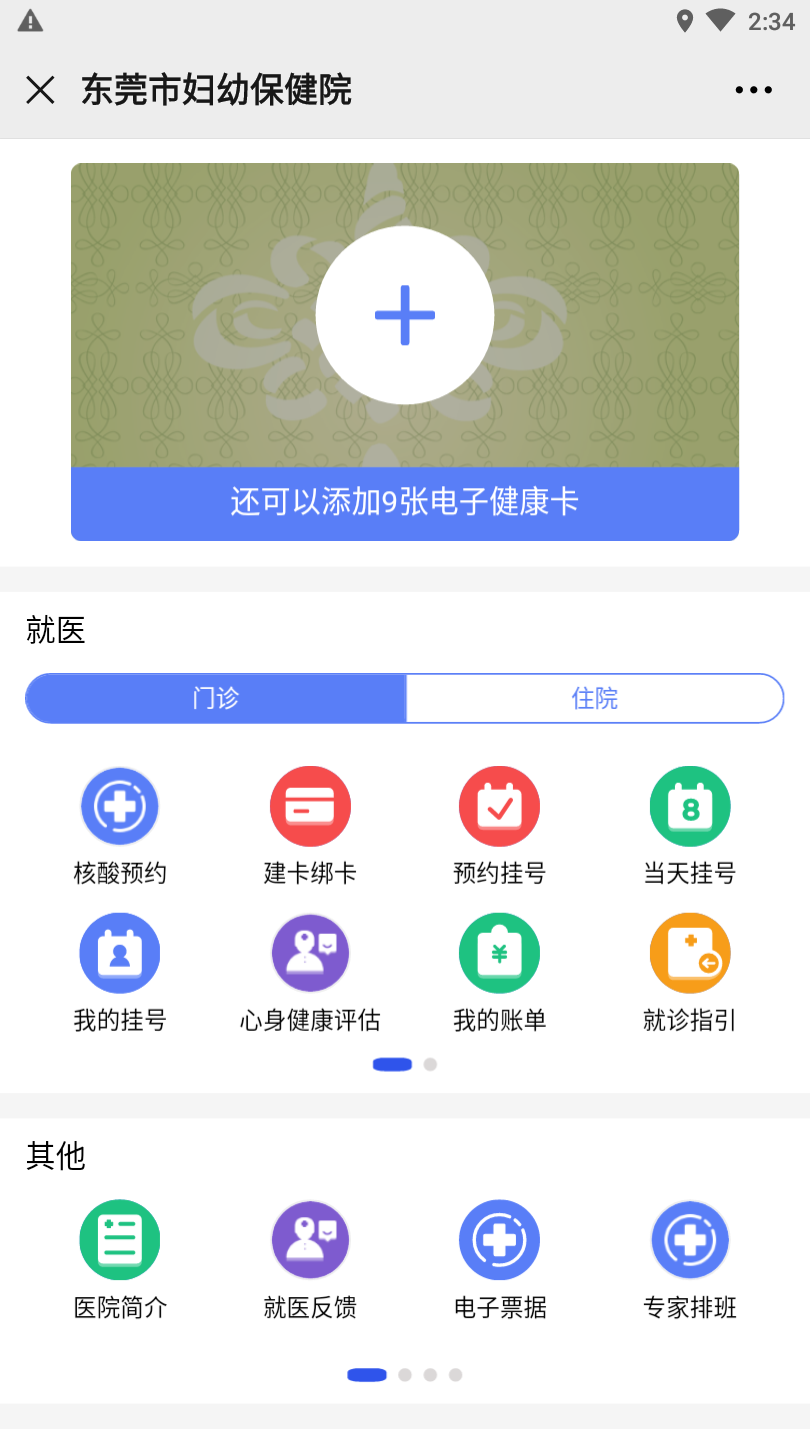 2:34
东莞市妇幼保健院
还可以添加9张电子健康卡
就医
门诊 住院
核酸预约 建卡绑卡 预约挂号 当天挂号
8
我的挂号 心身健康评估 我的账单 就诊指引
¥
其他
医院简介 就医反馈 电子票据 专家排班